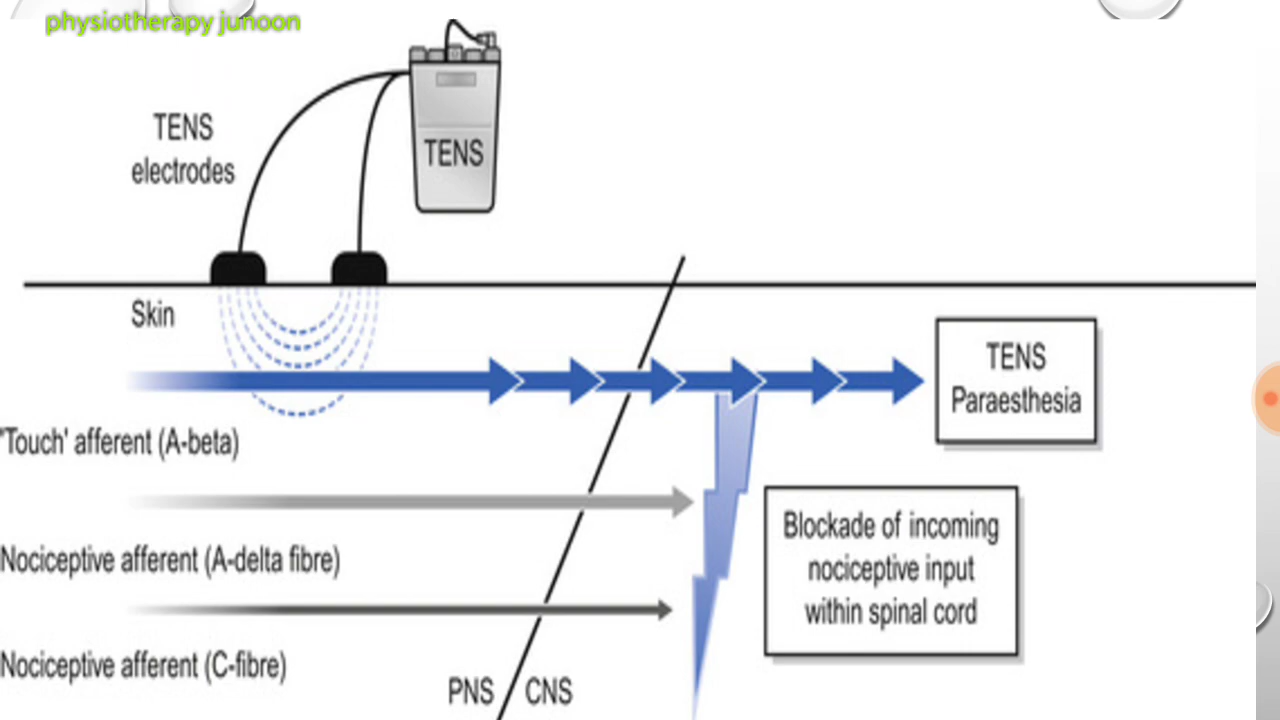 physiotherapy junoon
TENS
electrodes
TENS
Skin
TENS
Paraesthesia
'Touch' afferent (A-beta)
Blockade of incoming
nociceptive input
within spinal cord
Nociceptive afferent (A-delta fibre)
Nociceptive afferent (C-fibre)
PNS
CNS